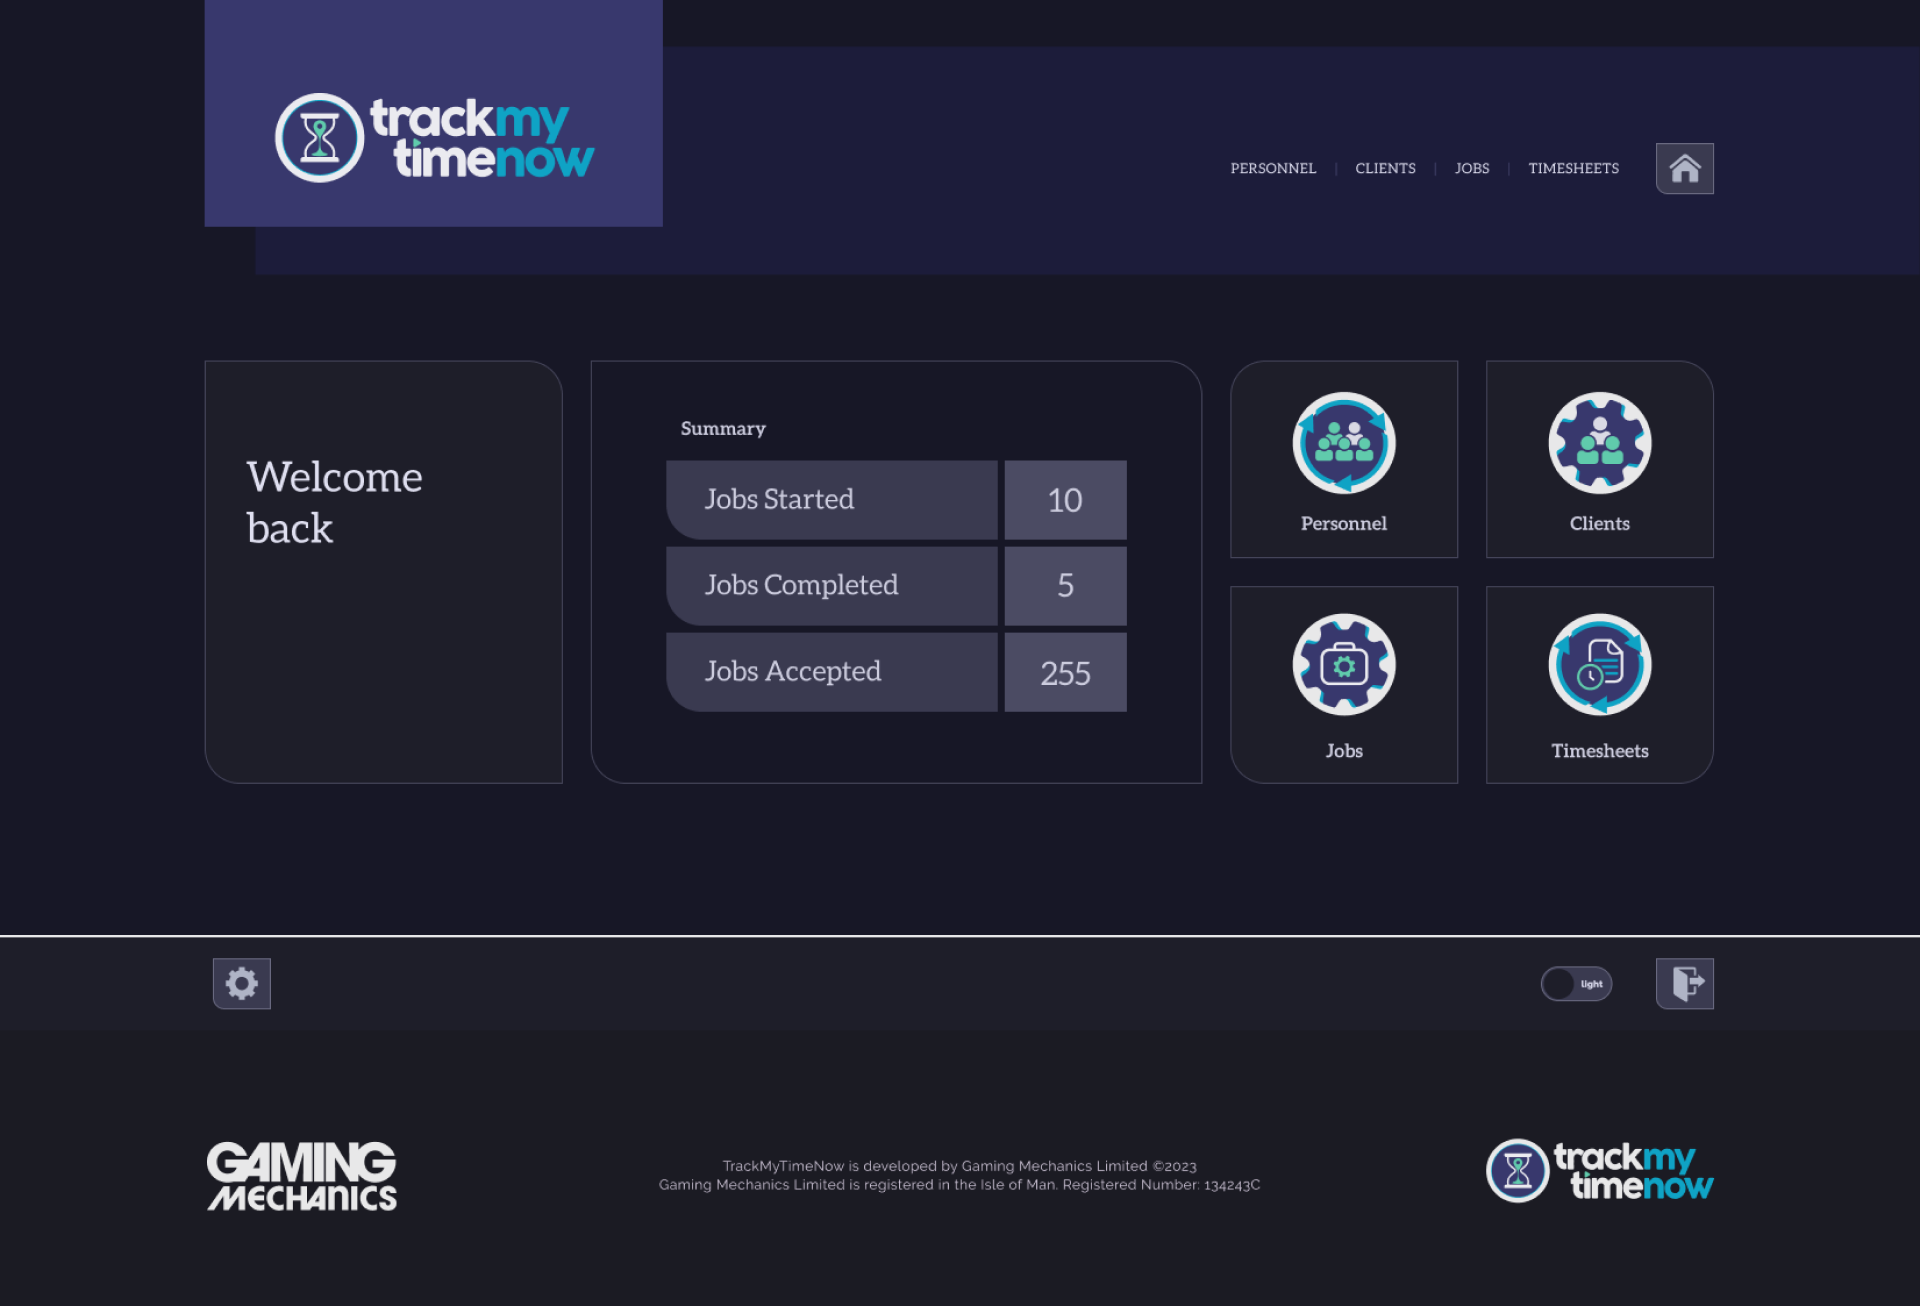 trackmy
timenow
PERSONNEL | CLIENTS | JOBS | TIMESHEETS
Welcome
back
Summary
Jobs Started 10
Jobs Completed 5
Jobs Accepted 255
Personnel
Clients
Jobs
Timesheets
light
GAMING
MECHANICS
TrackMyTimeNow is developed by Gaming Mechanics Limited ©2023
Gaming Mechanics Limited is registered in the Isle of Man. Registered Number: 134243C
trackmy
timenow